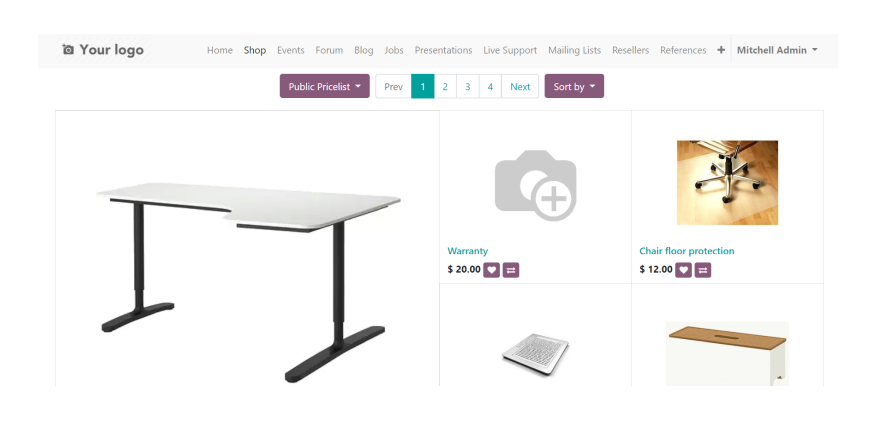 Your logo Home Shop Events Forum Blog Jobs Presentations Live Support Mailing Lists Resellers References + Mitchell Admin
Public Pricelist Prev 1 2 3 4 Next Sort by
Warranty
$ 20.00
Chair floor protection
$ 12.00